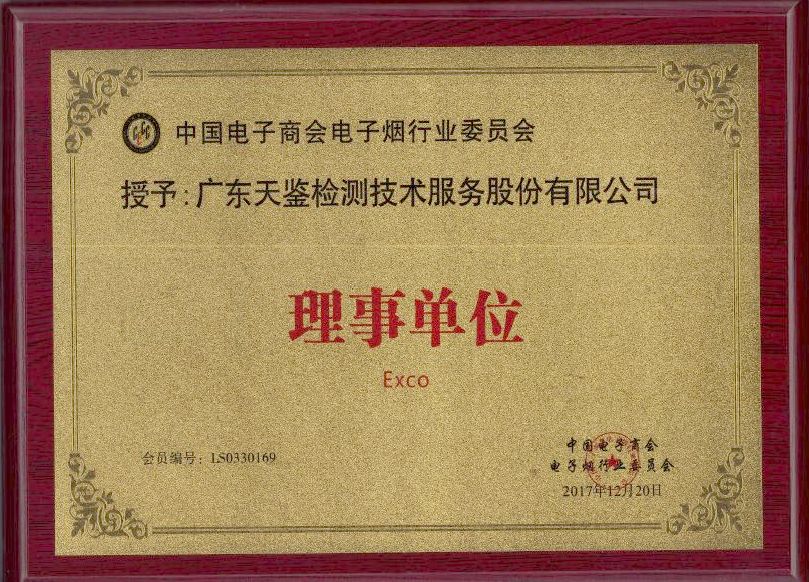 中国电子商会电子烟行业委员会
授予:广东天鉴检测技术服务股份有限公司
理事单位
Exco
会员编号:LS0330169
中国电子商会
电子烟行业委员会
2017年12月20日